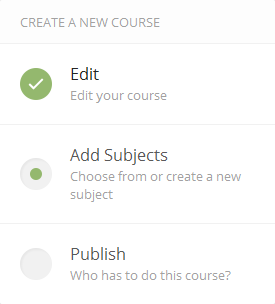 CREATE A NEW COURSE
Edit
Edit your course
Add Subjects
Choose from or create a new
subject
Publish
Who has to do this course?